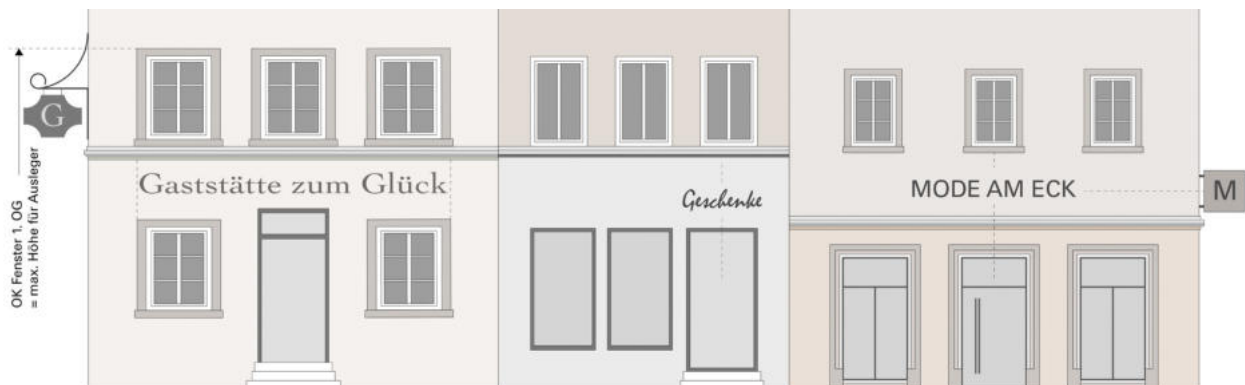 G
OK Fenster 1. OG
= max. Höhe für Ausleger
Gaststätte zum Glück
Geschenke
MODE AM ECK
M